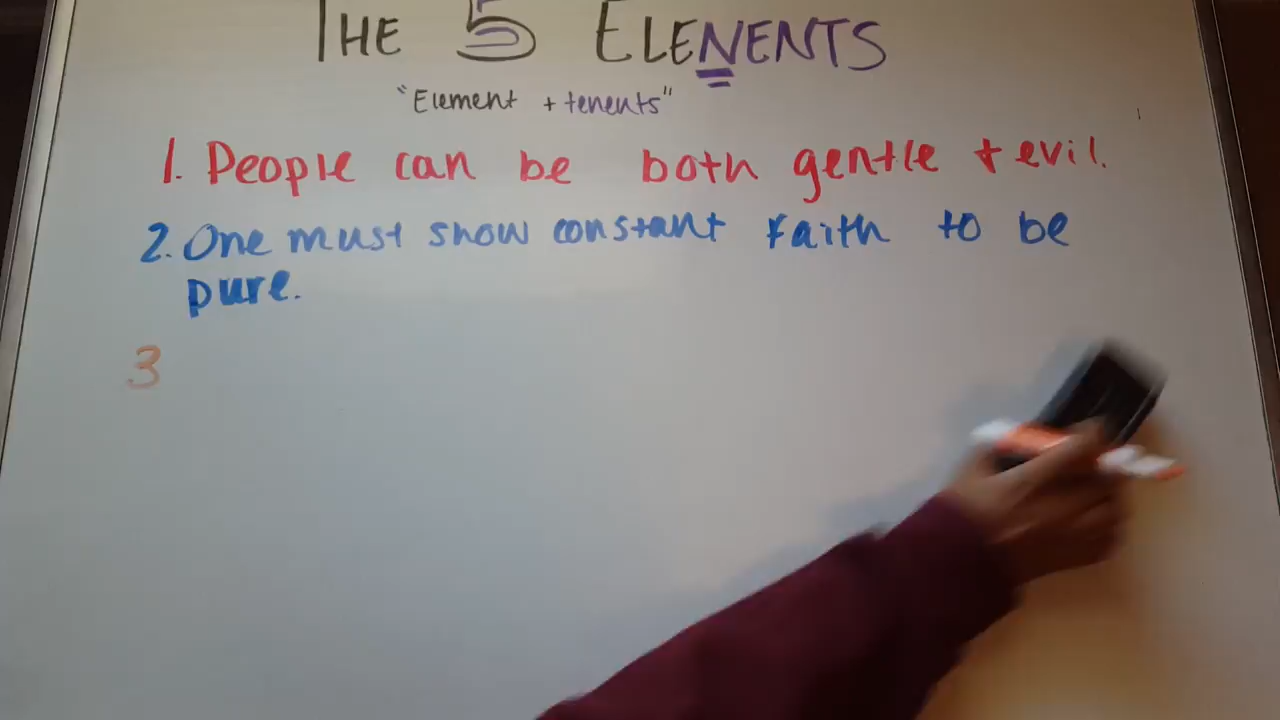 THE 5 ELENENTS
"Element + tenents"
1. People can be both gentle + evil.
2. One must show constant Faith to be
pure.
3